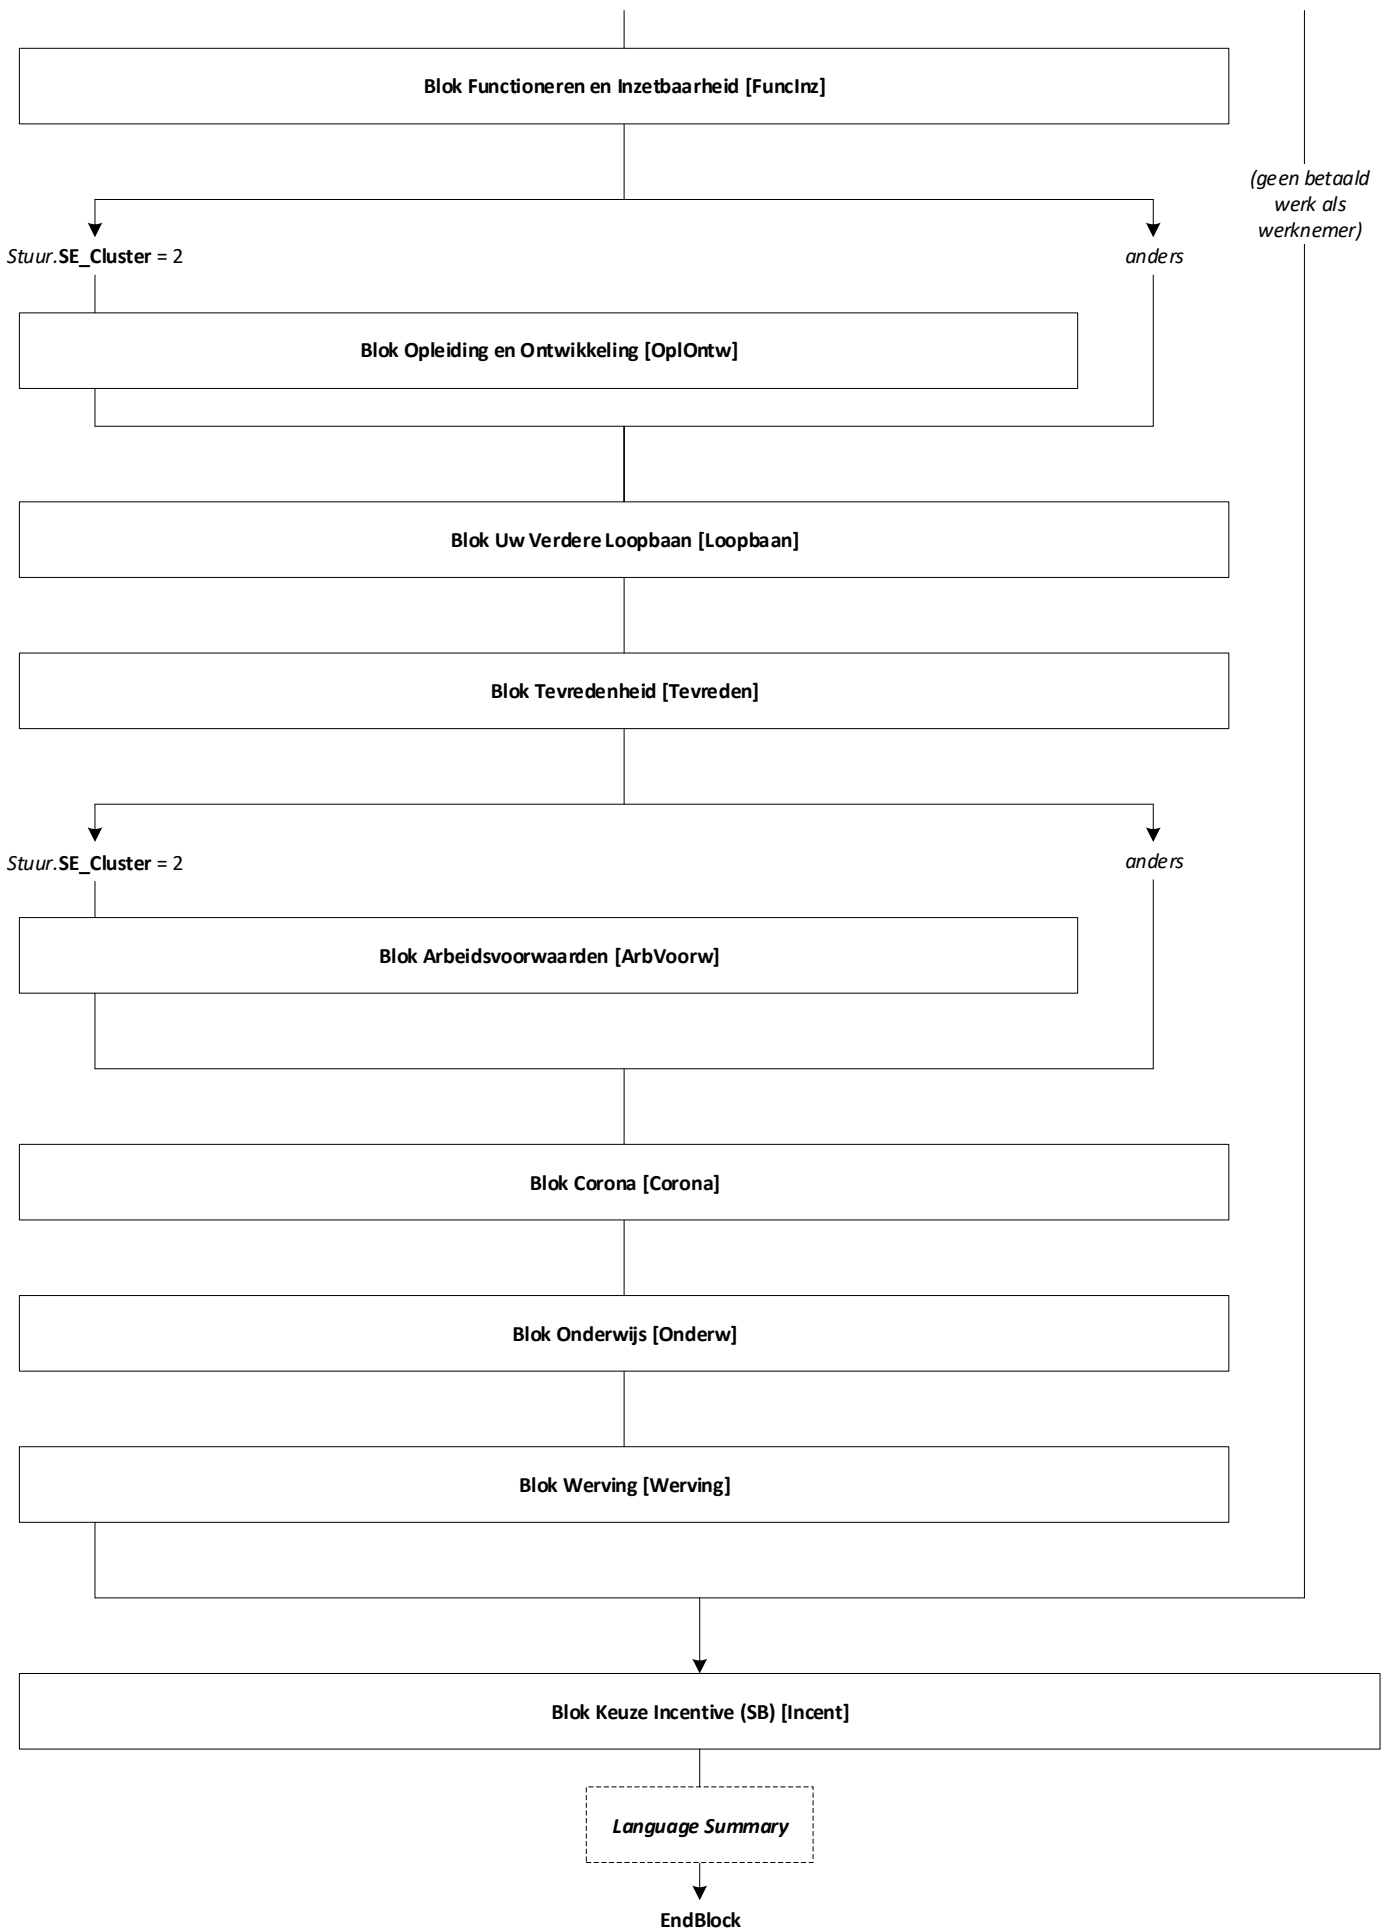 Blok Functioneren en Inzetbaarheid [FuncInz]
(geen betaald
werk als
werknemer)
Stuur.SE_Cluster = 2
anders
Blok Opleiding en Ontwikkeling [OplOntw]
Blok Uw Verdere Loopbaan [Loopbaan]
Blok Tevredenheid [Tevreden]
Stuur.SE_Cluster = 2
anders
Blok Arbeidsvoorwaarden [ArbVoorw]
Blok Corona [Corona]
Blok Onderwijs [Onderw]
Blok Werving [Werving]
Blok Keuze Incentive (SB) [Incent]
Language Summary
EndBlock